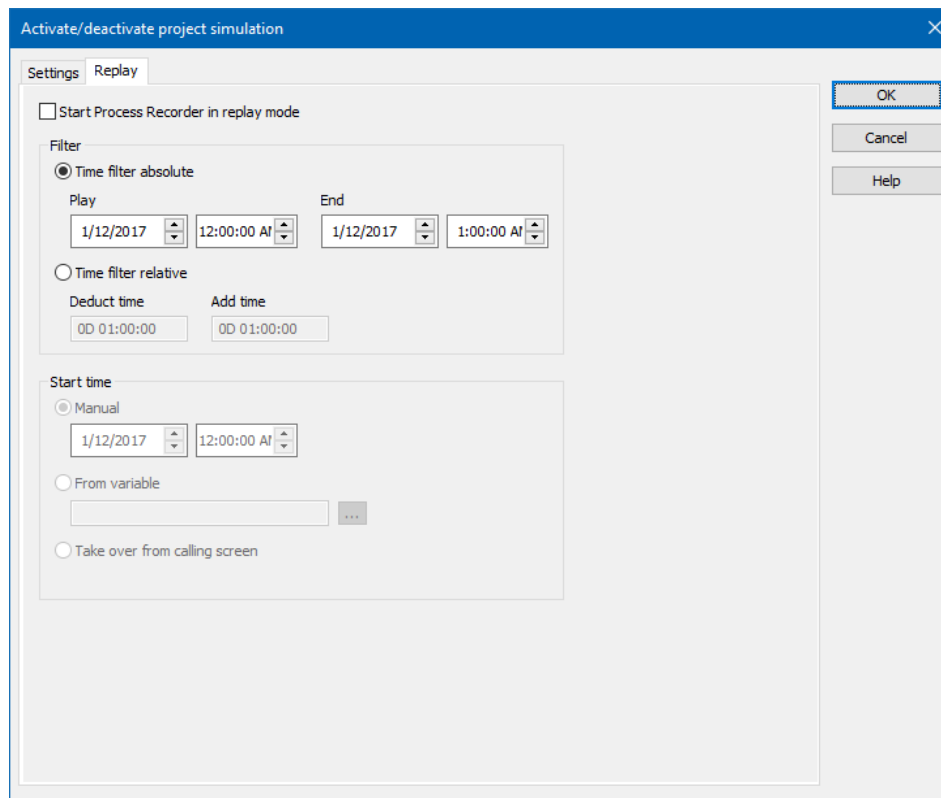 Activate/deactivate project simulation
Settings Replay
OK
Start Process Recorder in replay mode
Cancel
Filter
Time filter absolute
Help
Play End
1/12/2017 12:00:00 AM 1/12/2017 1:00:00 AM
Time filter relative
Deduct time Add time
0D 01:00:00 0D 01:00:00
Start time
Manual
1/12/2017 12:00:00 AM
From variable
...
Take over from calling screen